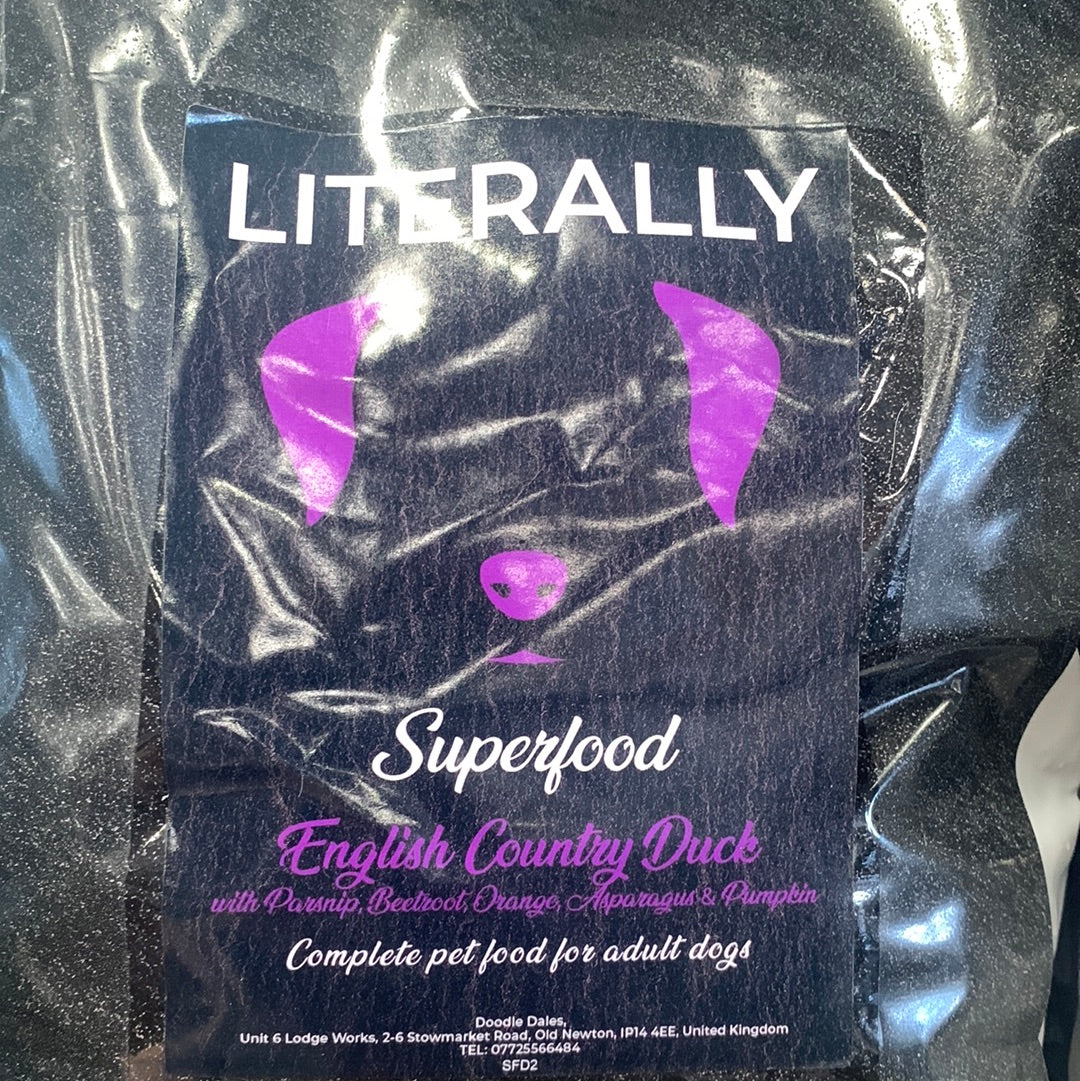 LITERALLY
Superfood
English Country Duck
with Parsnip, Beetroot, Orange, Asparagus & Pumpkin
Complete pet food for adult dogs
Doodle Dales,
Unit 6 Lodge Works, 2-6 Stowmarket Road, Old Newton, IP14 4EE, United Kingdom
TEL: 07725566484
SFD2